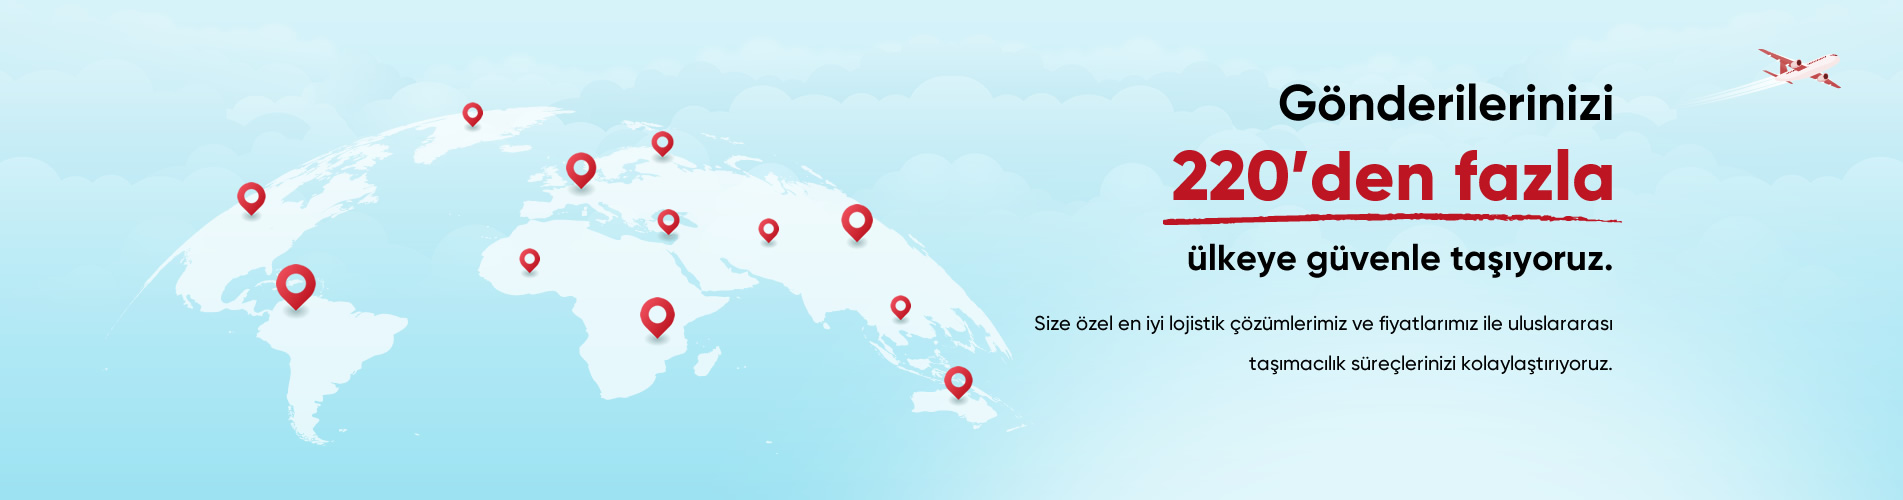 Gönderilerinizi
220’den fazla
ülkeye güvenle taşıyoruz.
Size özel en iyi lojistik çözümlerimiz ve fiyatlarımız ile uluslararası
taşımacılık süreçlerinizi kolaylaştırıyoruz.